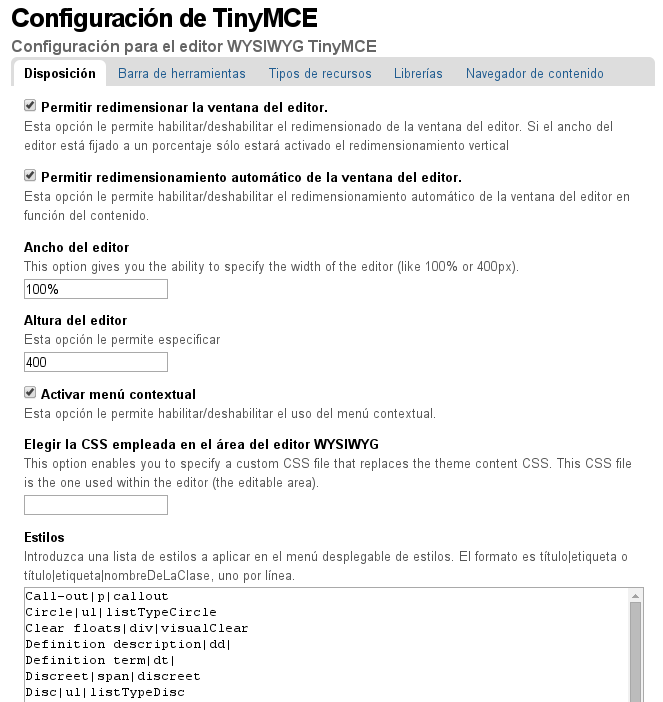 Configuración de TinyMCE
Configuración para el editor WYSIWYG TinyMCE
Disposición Barra de herramientas Tipos de recursos Librerías Navegador de contenido
Permitir redimensionar la ventana del editor.
Esta opción le permite habilitar/deshabilitar el redimensionado de la ventana del editor. Si el ancho del
editor está fijado a un porcentaje sólo estará activado el redimensionamiento vertical
Permitir redimensionamiento automático de la ventana del editor.
Esta opción le permite habilitar/deshabilitar el redimensionamiento automático de la ventana del editor en
función del contenido.
Ancho del editor
This option gives you the ability to specify the width of the editor (like 100% or 400px).
100%
Altura del editor
Esta opción le permite especificar
400
Activar menú contextual
Esta opción le permite habilitar/deshabilitar el uso del menú contextual.
Elegir la CSS empleada en el área del editor WYSIWYG
This option enables you to specify a custom CSS file that replaces the theme content CSS. This CSS file
is the one used within the editor (the editable area).
Estilos
Introduzca una lista de estilos a aplicar en el menú desplegable de estilos. El formato es título|etiqueta o
título|etiqueta|nombreDeLaClase, uno por línea.
Call-out|p|callout
Circle|ul|listTypeCircle
Clear floats|div|visualClear
Definition description|dd|
Definition term|dt|
Discreet|span|discreet
Disc|ul|listTypeDisc